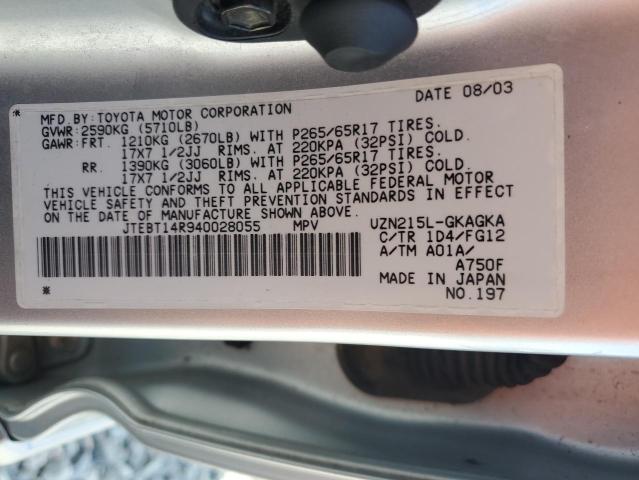 DATE 08/03
* MFD.BY:TOYOTA MOTOR CORPORATION
GVWR:2590KG (5710LB)
GAWR:FRT. 1210KG (2670LB) WITH P265/65R17 TIRES.
17X7 1/2JJ RIMS. AT 220KPA (32PSI) COLD.
RR. 1390KG (3060LB) WITH P265/65R17 TIRES.
17X7 1/2JJ RIMS. AT 220KPA (32PSI) COLD.
THIS VEHICLE CONFORMS TO ALL APPLICABLE FEDERAL MOTOR
VEHICLE SAFETY AND THEFT PREVENTION STANDARDS IN EFFECT
ON THE DATE OF MANUFACTURE SHOWN ABOVE.
JTEBT14R940028055 MPV UZN215L-GKAGKA
C/TR 1D4/FG12
A/TM A01A/
A750F
MADE IN JAPAN
* NO.197